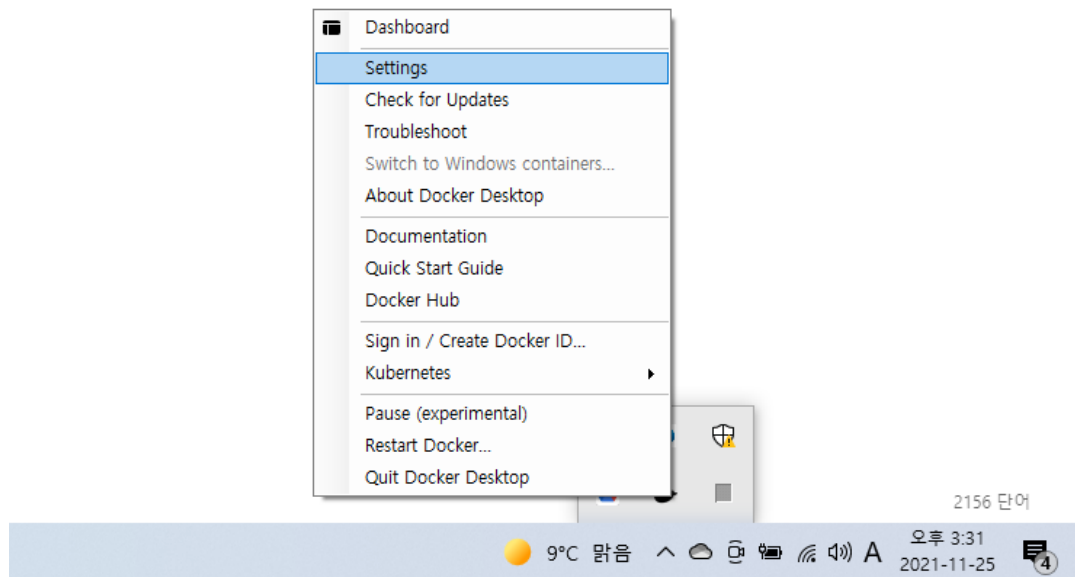 Dashboard
Settings
Check for Updates
Troubleshoot
Switch to Windows containers...
About Docker Desktop
Documentation
Quick Start Guide
Docker Hub
Sign in / Create Docker ID...
Kubernetes
Pause (experimental)
Restart Docker...
Quit Docker Desktop
2156 단어
9°C 맑음 A 오후 3:31
2021-11-25
4